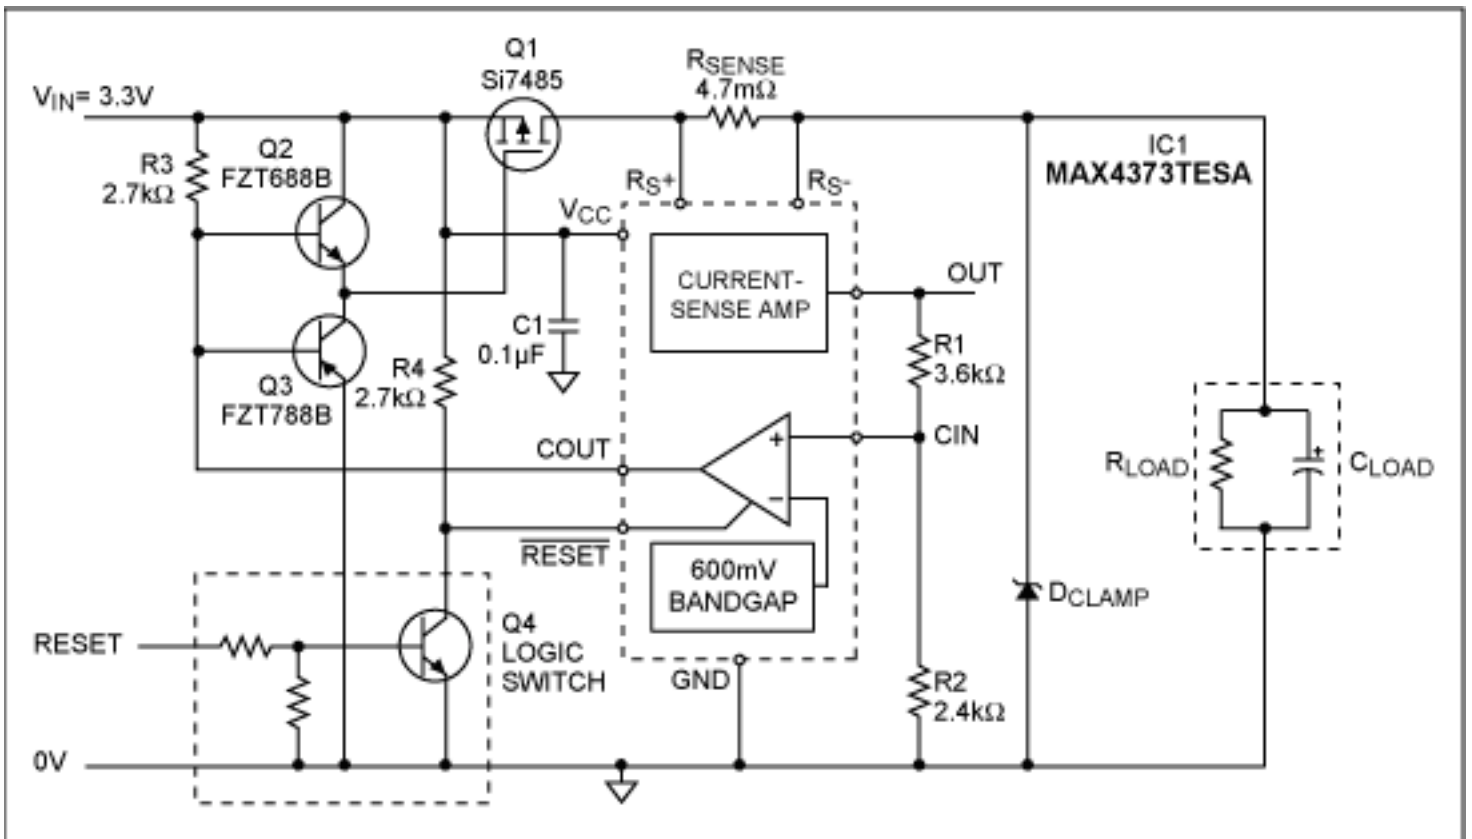 Q1
Si7485
RSENSE
4.7mΩ
VIN= 3.3V
IC1
MAX4373TESA
R3
2.7kΩ
Q2
FZT688B
RS+
RS-
VCC
CURRENT-
SENSE AMP
OUT
C1
0.1µF
R1
3.6kΩ
Q3
FZT788B
R4
2.7kΩ
COUT
+
CIN
−
RLOAD
+
CLOAD
RESET
600mV
BANDGAP
DCLAMP
RESET
Q4
LOGIC
SWITCH
GND
R2
2.4kΩ
0V